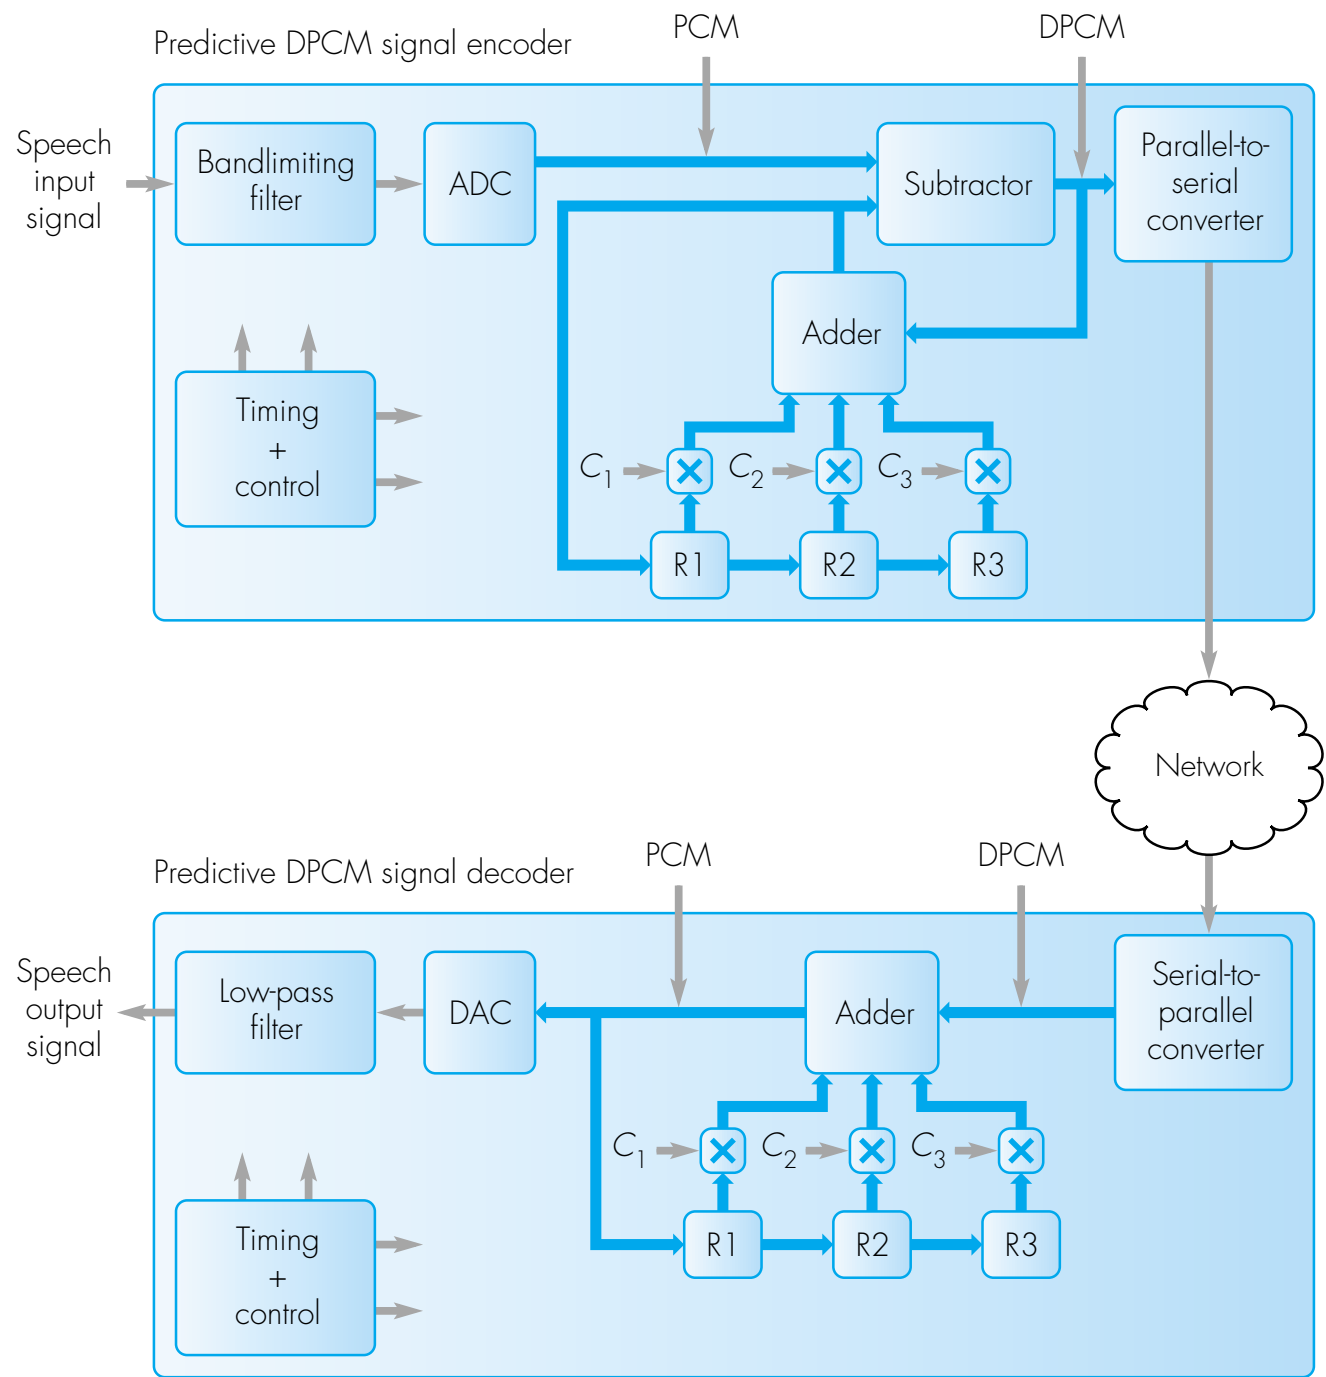 Predictive DPCM signal encoder
PCM
DPCM
Speech
input
signal
Bandlimiting
filter
ADC
Subtractor
Parallel-to-
serial
converter
Adder
Timing
+
control
C1
C2
C3
R1
R2
R3
Network
Predictive DPCM signal decoder
PCM
DPCM
Speech
output
signal
Low-pass
filter
DAC
Adder
Serial-to-
parallel
converter
C1
C2
C3
Timing
+
control
R1
R2
R3